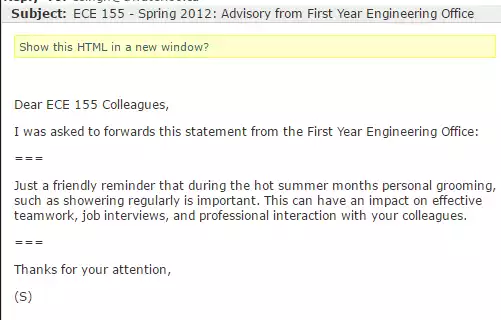 Subject: ECE 155 - Spring 2012: Advisory from First Year Engineering Office
Show this HTML in a new window?
Dear ECE 155 Colleagues,
I was asked to forwards this statement from the First Year Engineering Office:
===
Just a friendly reminder that during the hot summer months personal grooming,
such as showering regularly is important. This can have an impact on effective
teamwork, job interviews, and professional interaction with your colleagues.
===
Thanks for your attention,
(S)